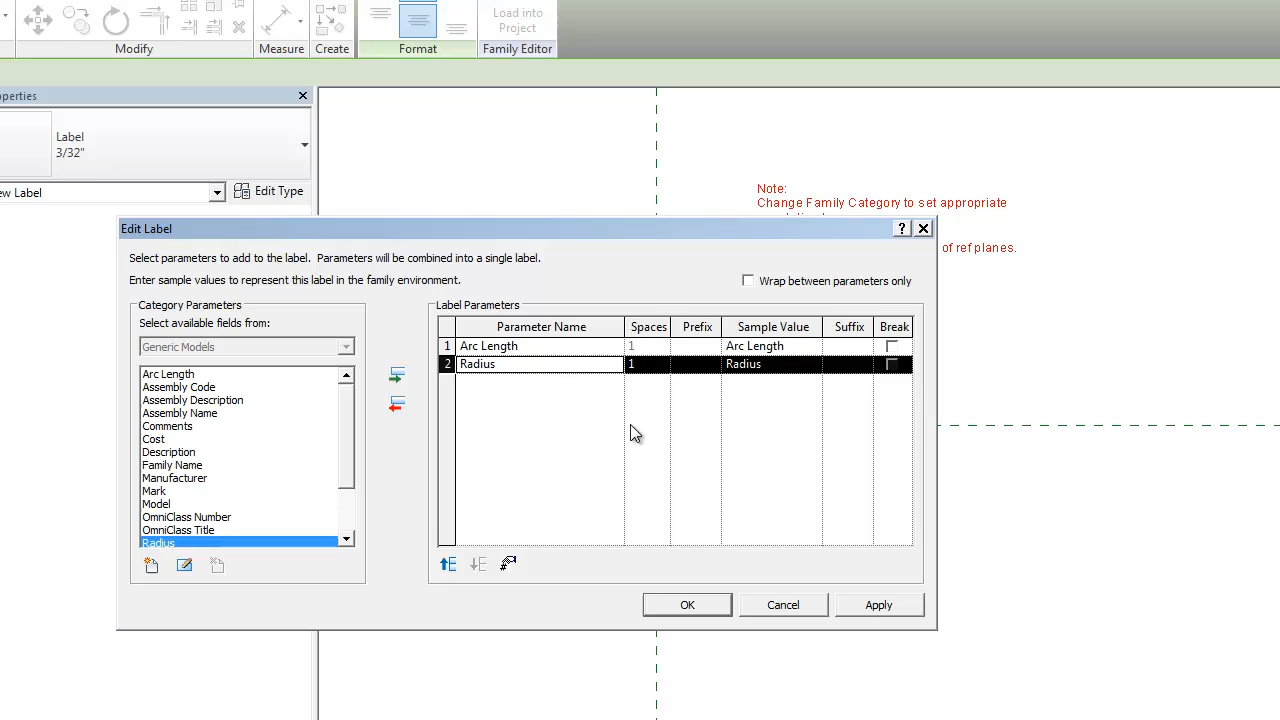 Load into
Project
Modify
Measure
Create
Format
Family Editor
operties
Label
3/32"
ew Label
Edit Type
Note:
Change Family Category to set appropriate
of ref planes.
Edit Label
Select parameters to add to the label. Parameters will be combined into a single label.
Enter sample values to represent this label in the family environment.
Wrap between parameters only
Category Parameters
Select available fields from:
Generic Models
Arc Length
Assembly Code
Assembly Description
Assembly Name
Comments
Cost
Description
Family Name
Manufacturer
Mark
Model
OmniClass Number
OmniClass Title
Radius
Label Parameters
Parameter Name Spaces Prefix Sample Value Suffix Break
1 Arc Length 1 Arc Length
2 Radius 1 Radius
OK
Cancel
Apply